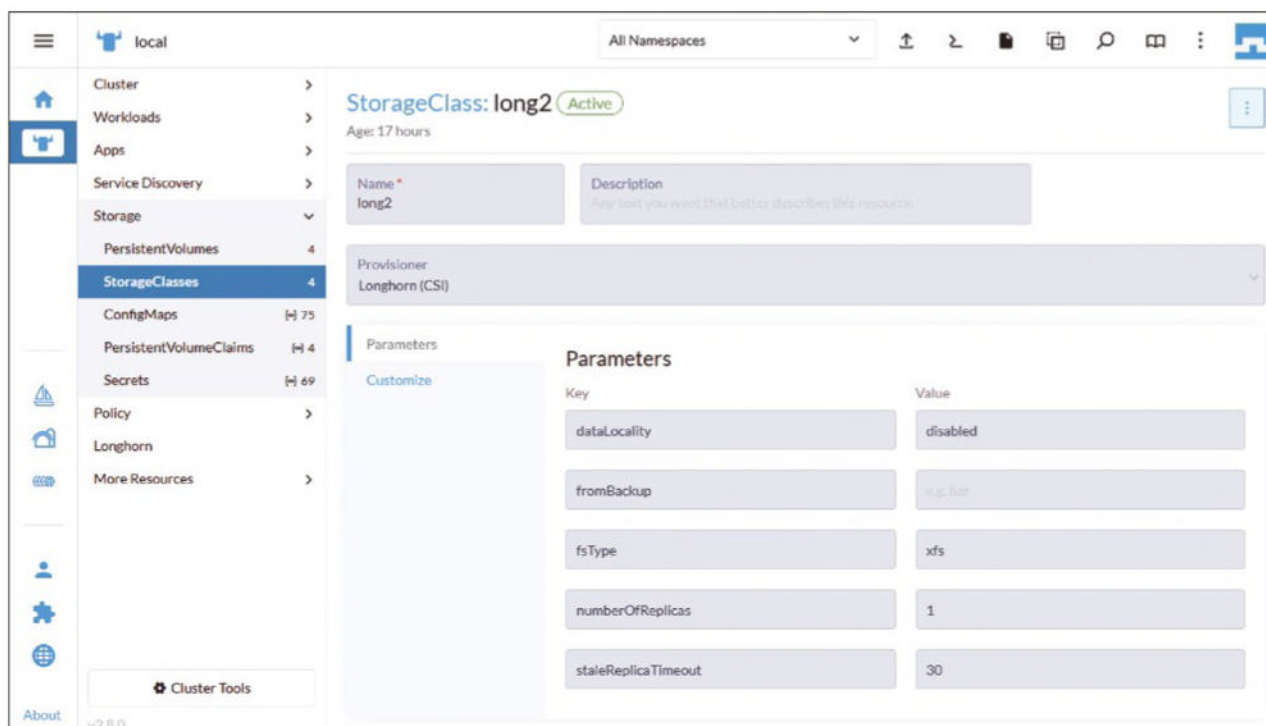 local
All Namespaces
Cluster
Workloads
Apps
Service Discovery
Storage
PersistentVolumes 4
StorageClasses 4
ConfigMaps 75
PersistentVolumeClaims 4
Secrets 69
Policy
Longhorn
More Resources
Cluster Tools
About
v2.8.0
StorageClass: long2 Active
Age: 17 hours
Name *
long2
Description
Any text you want that better describes this resource
Provisioner
Longhorn (CSI)
Parameters
Customize
Parameters
Key Value
dataLocality disabled
fromBackup e.g. bar
fsType xfs
numberOfReplicas 1
staleReplicaTimeout 30